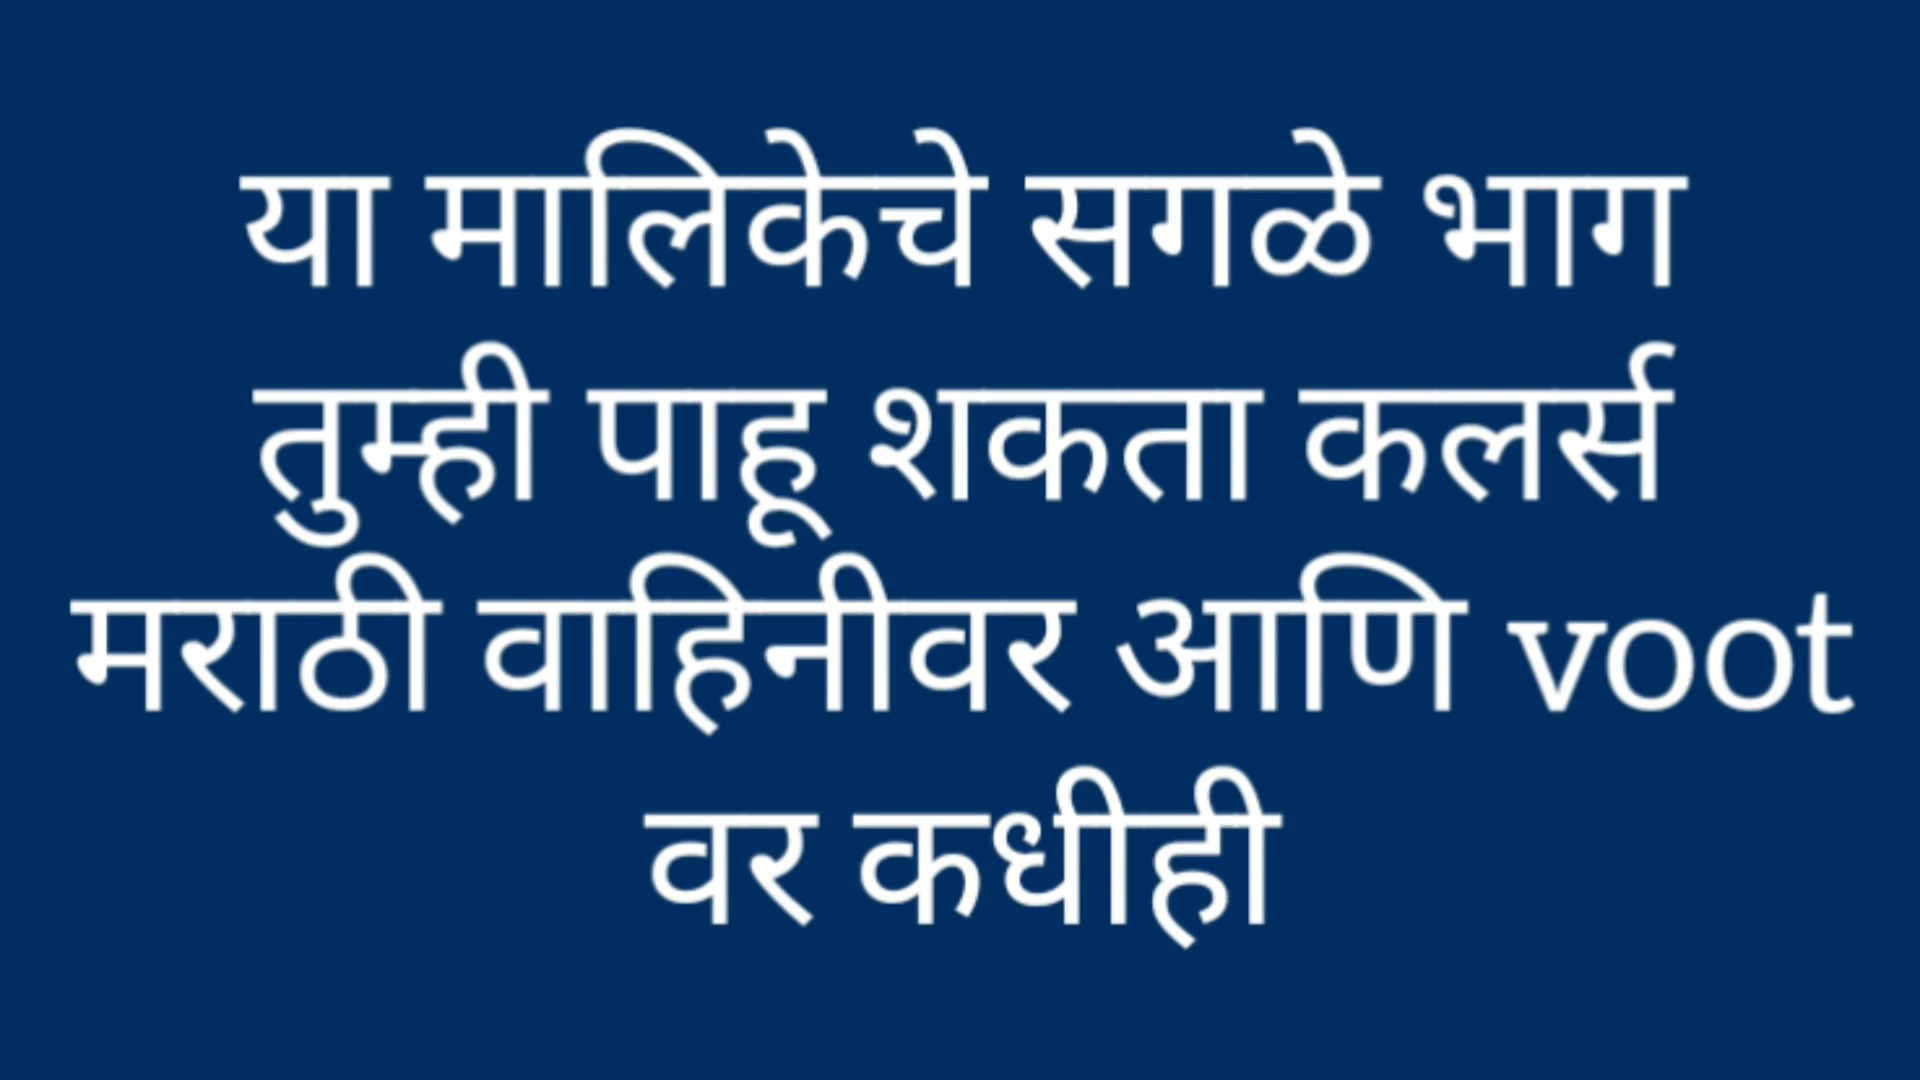 या मालिकेचे सगळे भाग
तुम्ही पाहू शकता कलर्स
मराठी वाहिनीवर आणि voot
वर कधीही